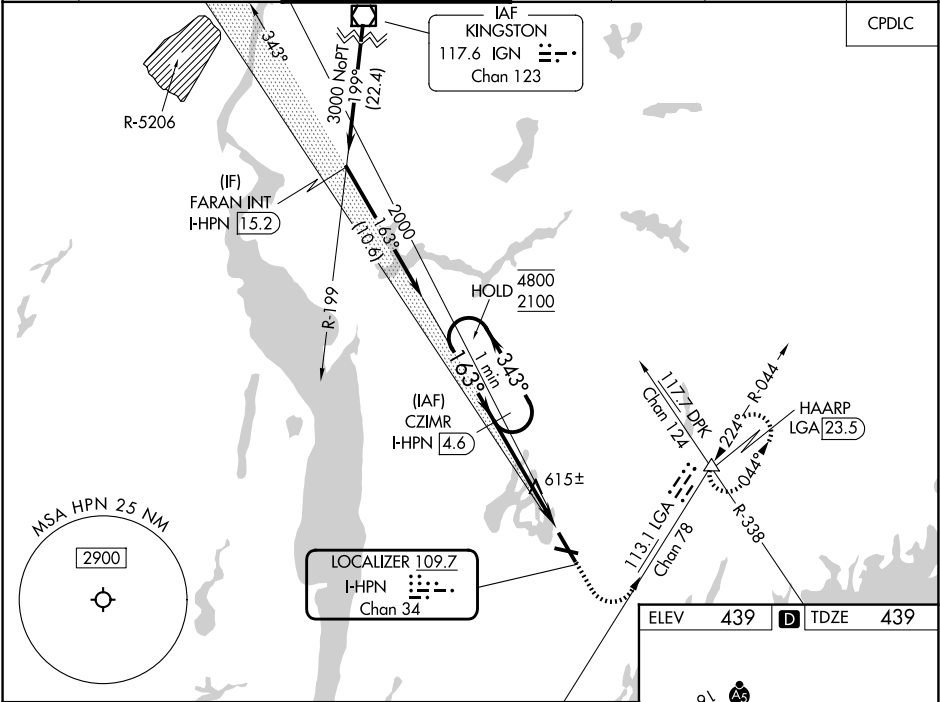 IAF
KINGSTON
117.6 IGN
Chan 123
CPDLC
343°
3000 NoPT
199°
(22.4)
R-5206
(IF)
FARAN INT
I-HPN 15.2
2000
163°
(10.6)
R-199
HOLD 4800
2100
1 min
163°
343°
(IAF)
CZIMR
I-HPN 4.6
615±
117.7 DPK
Chan 124
R-044
224°
044°
HAARP
LGA 23.5
113.1 LGA
Chan 78
R-338
MSA HPN 25 NM
2900
LOCALIZER 109.7
I-HPN
Chan 34
ELEV 439 D TDZE 439
16
A5